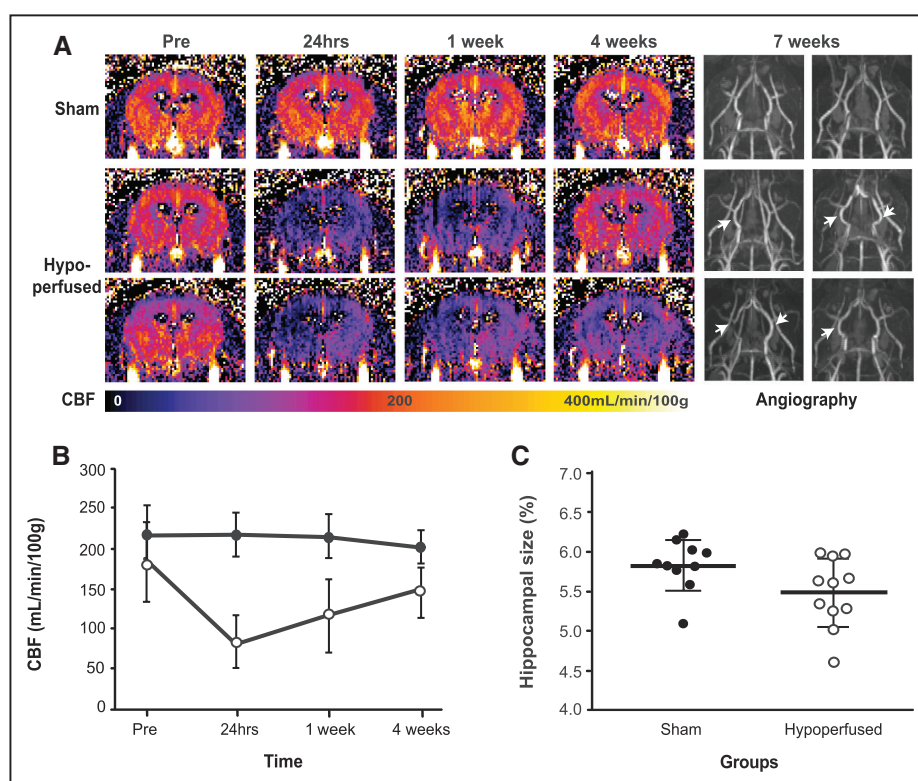 A
Pre 24hrs 1 week 4 weeks 7 weeks
Sham
Hypo-
perfused
CBF 0 200 400mL/min/100g Angiography
B
CBF (mL/min/100g)
300
250
200
150
100
50
0
Pre 24hrs 1 week 4 weeks
Time
C
Hippocampal size (%)
7.0
6.5
6.0
5.5
5.0
4.5
4.0
Sham Hypoperfused
Groups